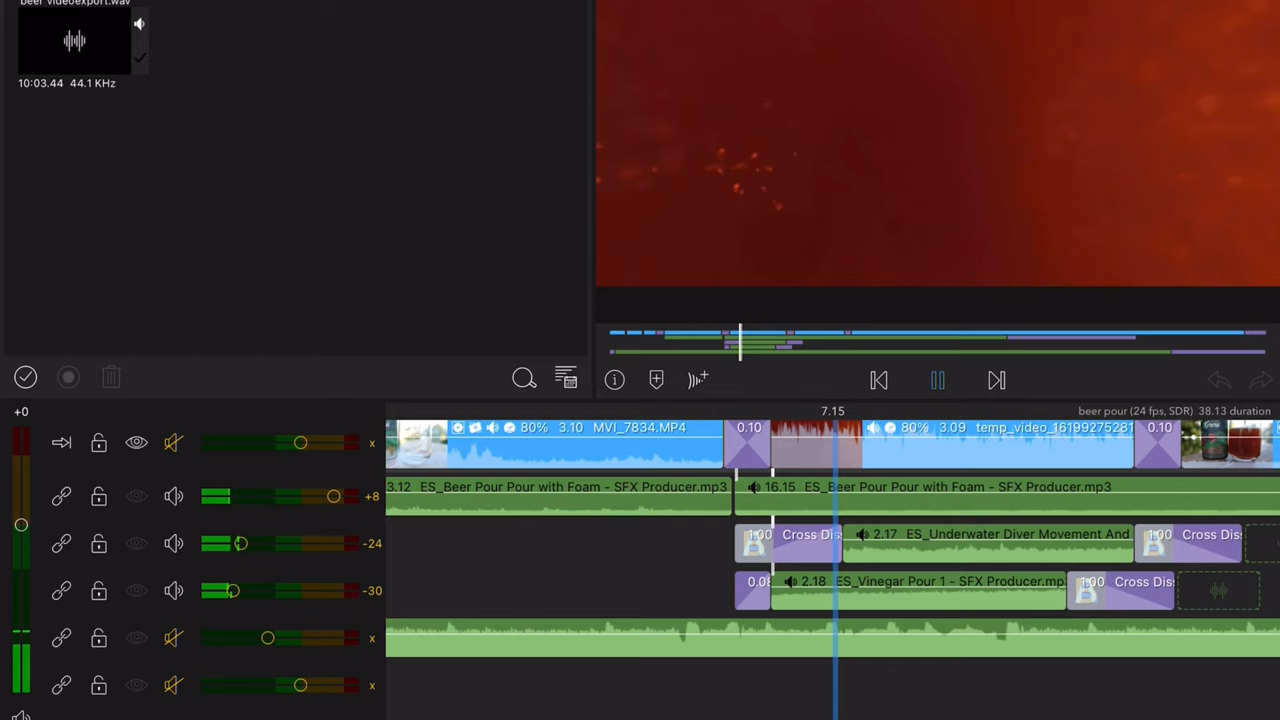 beer videoexport.wav
10:03.44 44.1 KHz
+0
7.15
beer pour (24 fps, SDR) 38.13 duration
x
80% 3.10 MVI_7834.MP4
0.10
80% 3.09 temp_video_16199275281
0.10
+8
3.12 ES_Beer Pour Pour with Foam - SFX Producer.mp3
16.15 ES_Beer Pour Pour with Foam - SFX Producer.mp3
-24
1.00 Cross Dis
2.17 ES_Underwater Diver Movement And
1.00 Cross Dis
-30
0.08
2.18 ES_Vinegar Pour 1 - SFX Producer.mp
1.00 Cross Dis
x
x